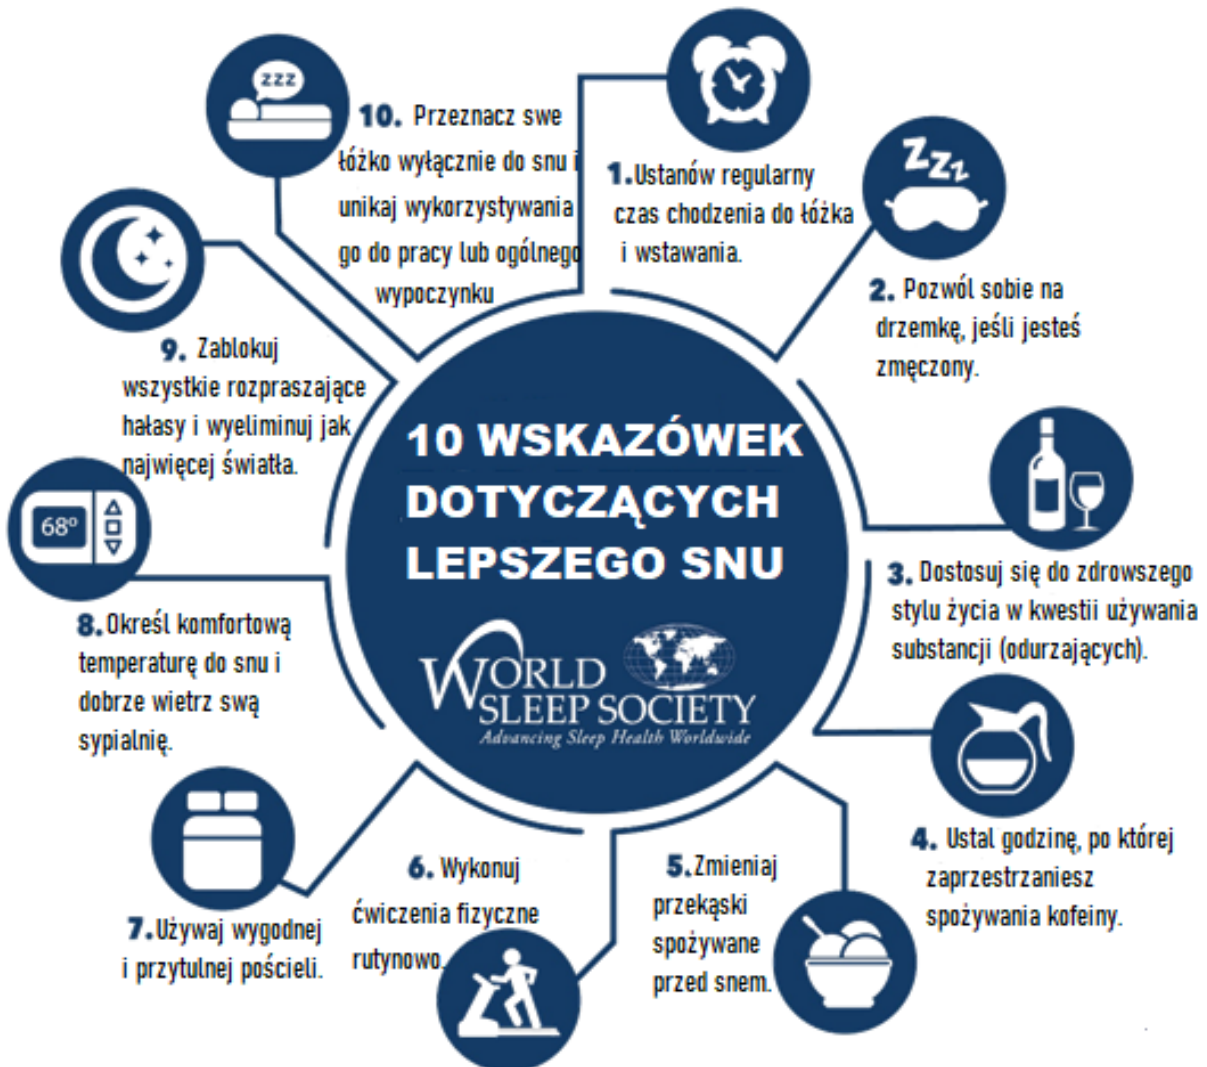 10 WSKAZÓWEK
DOTYCZĄCYCH
LEPSZEGO SNU
WORLD
SLEEP SOCIETY
Advancing Sleep Health Worldwide
1.Ustanów regularny
czas chodzenia do łóżka
i wstawania.
zzz
2. Pozwól sobie na
drzemkę, jeśli jesteś
zmęczony.
3. Dostosuj się do zdrowszego
stylu życia w kwestii używania
substancji (odurzających).
4. Ustal godzinę, po której
zaprzestrzaniesz
spożywania kofeiny.
5.Zmieniaj
przekąski
spożywane
przed snem.
6. Wykonuj
ćwiczenia fizyczne
rutynowo.
7.Używaj wygodnej
i przytulnej pościeli.
68°
8.Określ komfortową
temperaturę do snu i
dobrze wietrz swą
sypialnię.
9. Zablokuj
wszystkie rozpraszające
hałasy i wyeliminuj jak
najwięcej światła.
zzz
10. Przeznacz swe
łóżko wyłącznie do snu i
unikaj wykorzystywania
go do pracy lub ogólnego
wypoczynku